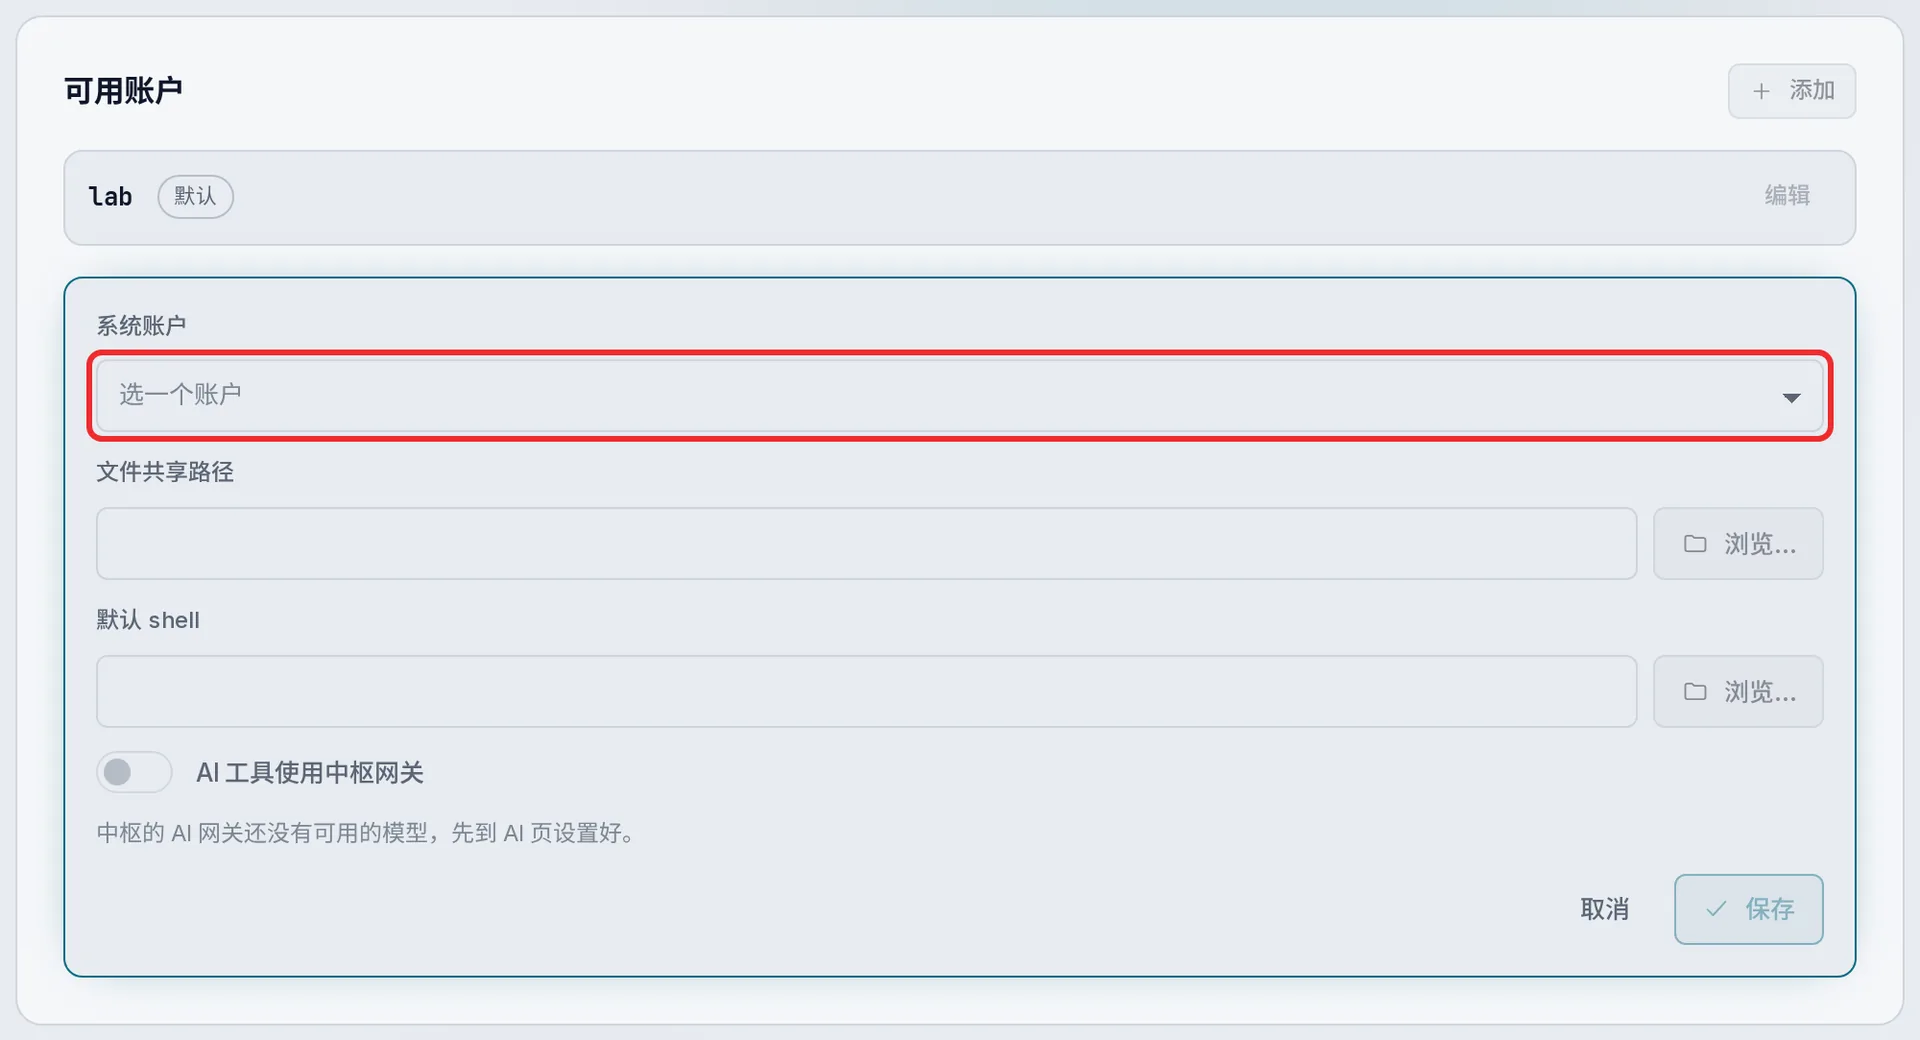 可用账户
添加
lab 默认 编辑
系统账户
选一个账户
文件共享路径
浏览...
默认 shell
浏览...
AI 工具使用中枢网关
中枢的 AI 网关还没有可用的模型，先到 AI 页设置好。
取消 保存